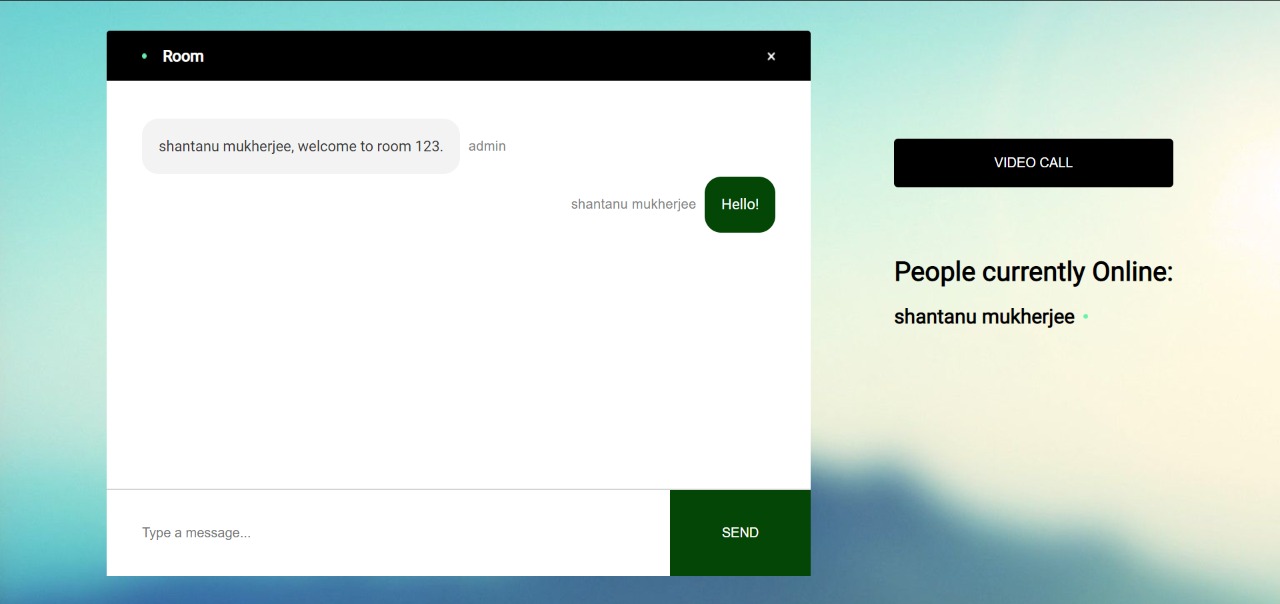 Room
×
shantanu mukherjee, welcome to room 123.
admin
shantanu mukherjee
Hello!
Type a message...
SEND
VIDEO CALL
People currently Online:
shantanu mukherjee